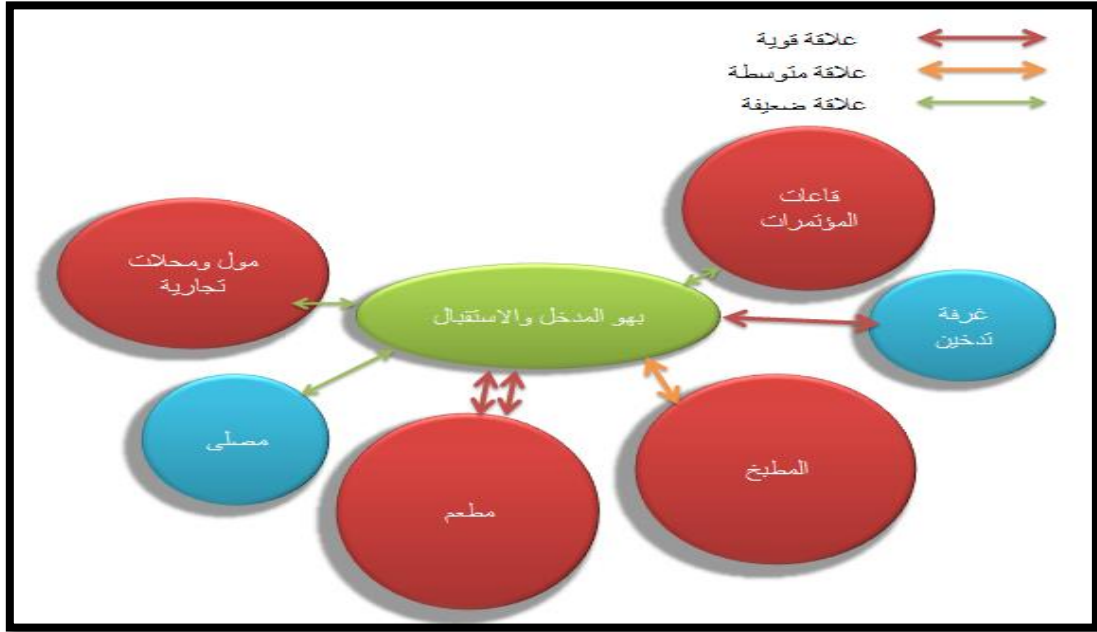 علاقة قوية
علاقة متوسطة
علاقة ضعيفة
قاعات
المؤتمرات
مول ومحلات
تجارية
بهو المدخل والاستقبال
غرفة
تدخين
مصلى
مطعم
المطبخ